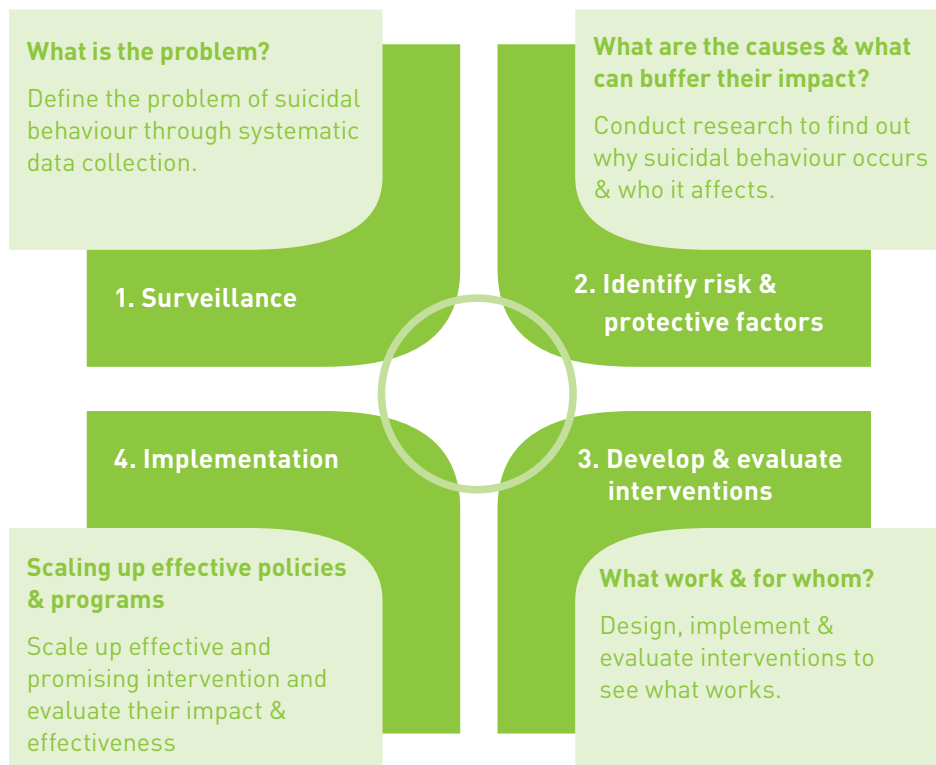 What is the problem?
Define the problem of suicidal
behaviour through systematic
data collection.
1. Surveillance
What are the causes & what
can buffer their impact?
Conduct research to find out
why suicidal behaviour occurs
& who it affects.
2. Identify risk &
protective factors
3. Develop & evaluate
interventions
What work & for whom?
Design, implement &
evaluate interventions to
see what works.
4. Implementation
Scaling up effective policies
& programs
Scale up effective and
promising intervention and
evaluate their impact &
effectiveness